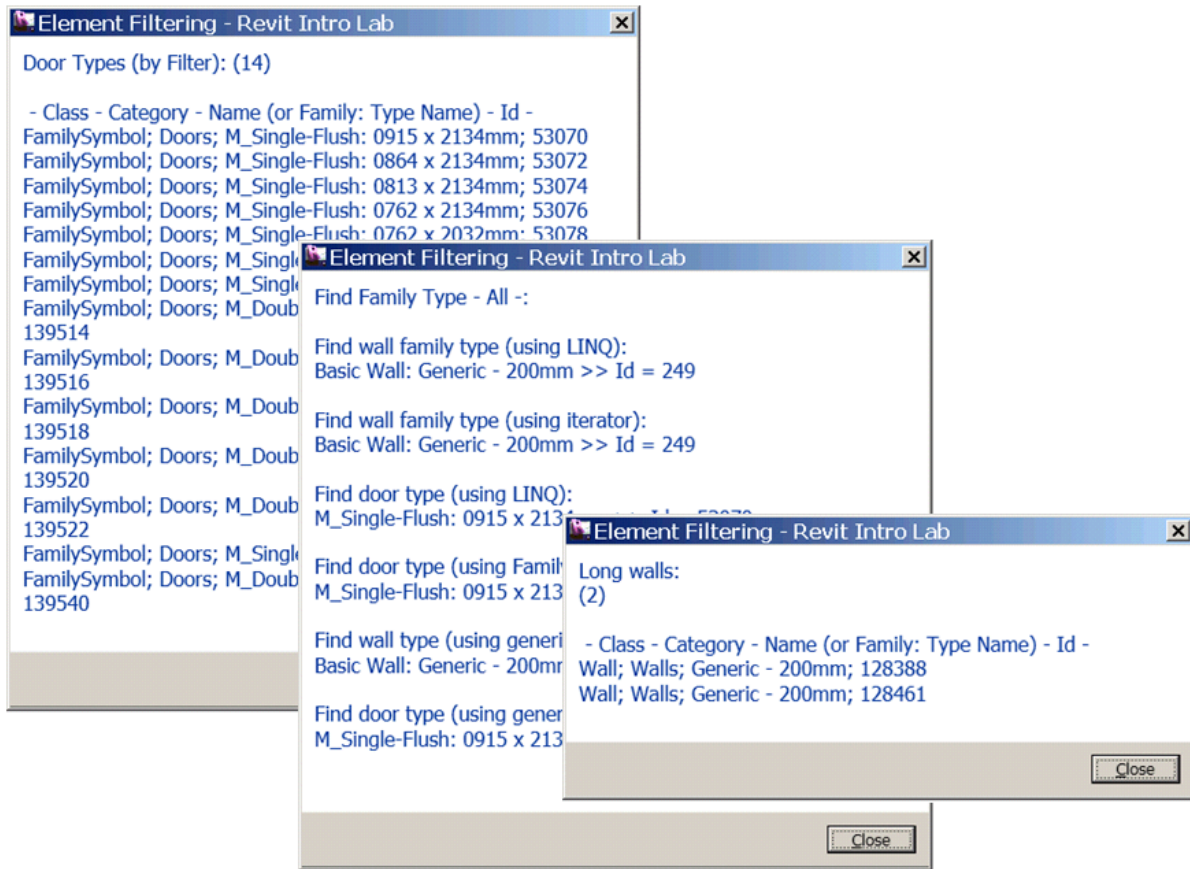 Element Filtering - Revit Intro Lab
Door Types (by Filter): (14)
- Class - Category - Name (or Family: Type Name) - Id -
FamilySymbol; Doors; M_Single-Flush: 0915 x 2134mm; 53070
FamilySymbol; Doors; M_Single-Flush: 0864 x 2134mm; 53072
FamilySymbol; Doors; M_Single-Flush: 0813 x 2134mm; 53074
FamilySymbol; Doors; M_Single-Flush: 0762 x 2134mm; 53076
FamilySymbol; Doors; M_Single-Flush: 0762 x 2032mm; 53078
FamilySymbol; Doors; M_Singl
FamilySymbol; Doors; M_Singl
FamilySymbol; Doors; M_Doub
139514
FamilySymbol; Doors; M_Doub
139516
FamilySymbol; Doors; M_Doub
139518
FamilySymbol; Doors; M_Doub
139520
FamilySymbol; Doors; M_Doub
139522
FamilySymbol; Doors; M_Singl
FamilySymbol; Doors; M_Doub
139540
Element Filtering - Revit Intro Lab
Find Family Type - All -:
Find wall family type (using LINQ):
Basic Wall: Generic - 200mm >> Id = 249
Find wall family type (using iterator):
Basic Wall: Generic - 200mm >> Id = 249
Find door type (using LINQ):
M_Single-Flush: 0915 x 2134
Find door type (using Famil
M_Single-Flush: 0915 x 213
Find wall type (using generi
Basic Wall: Generic - 200mm
Find door type (using gener
M_Single-Flush: 0915 x 213
Close
Element Filtering - Revit Intro Lab
Long walls:
(2)
- Class - Category - Name (or Family: Type Name) - Id -
Wall; Walls; Generic - 200mm; 128388
Wall; Walls; Generic - 200mm; 128461
Close